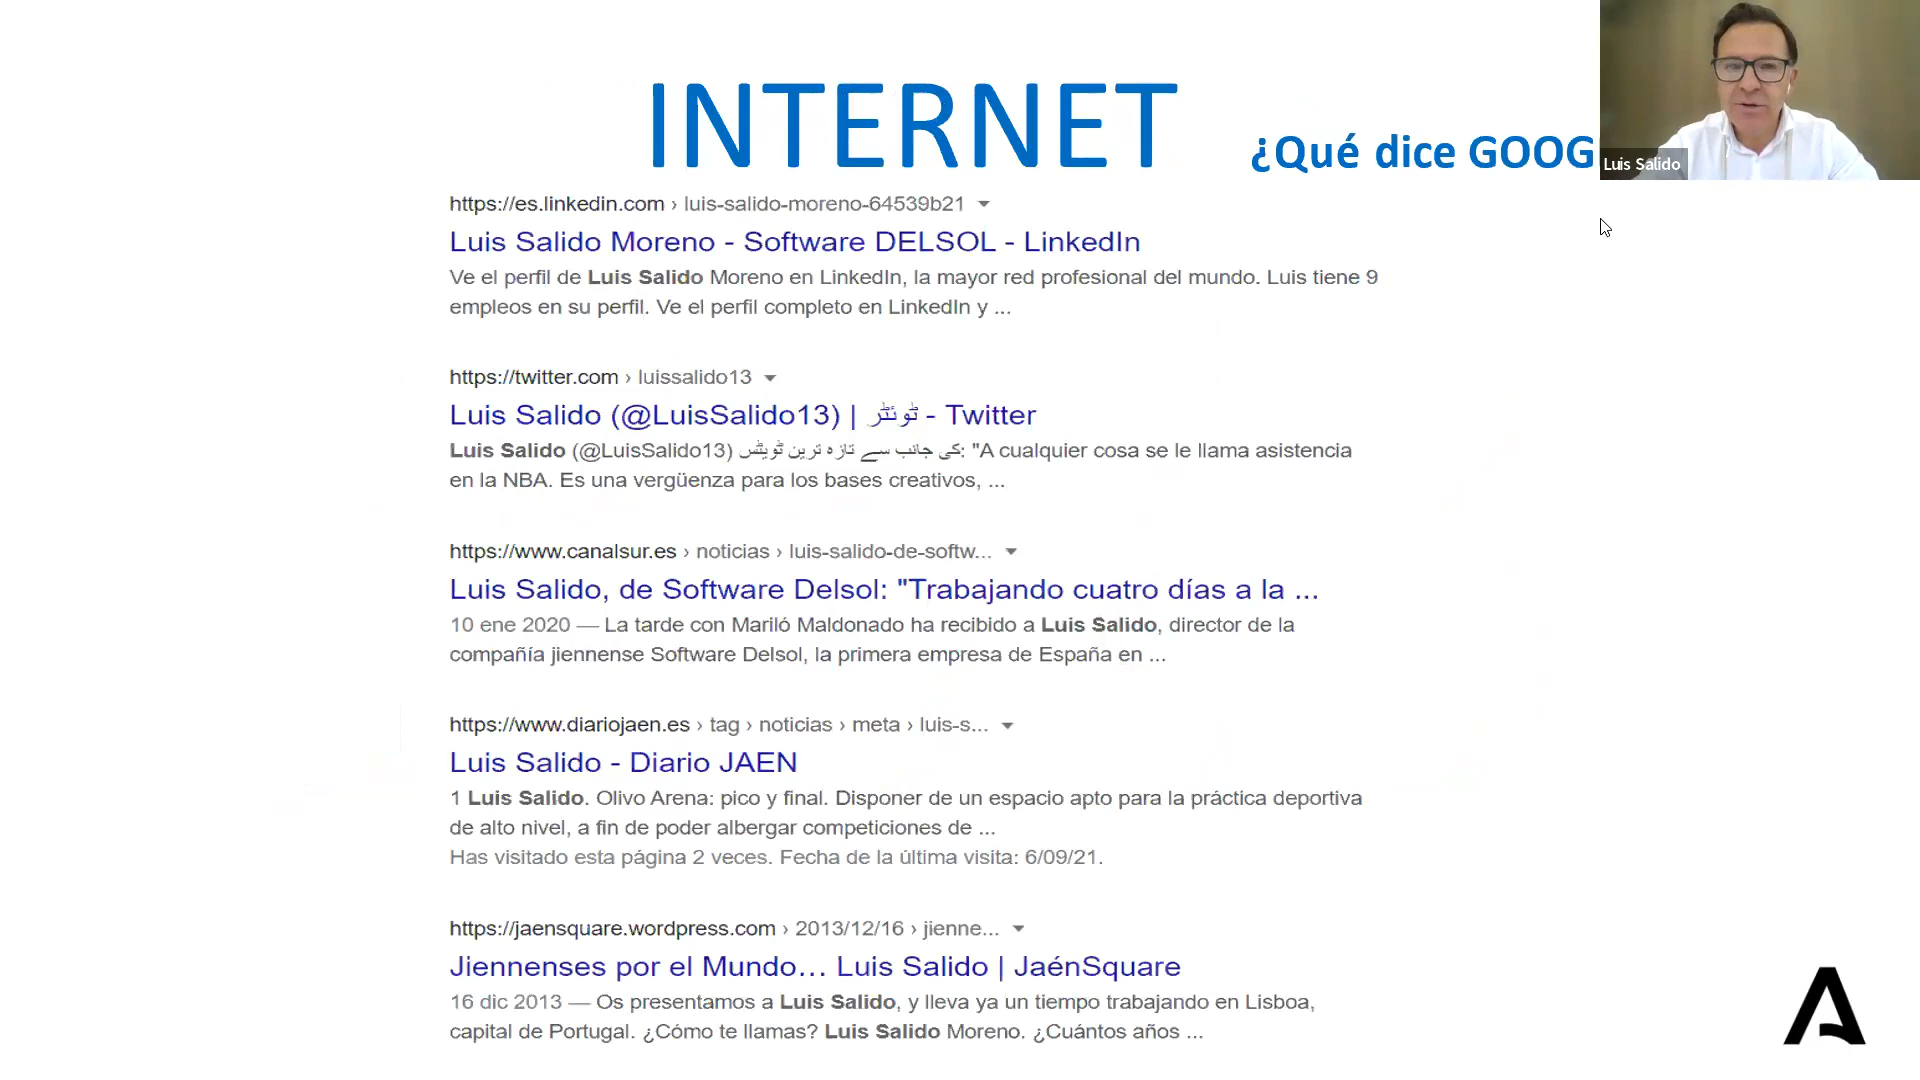 INTERNET
¿Qué dice GOOG
Luis Salido
https://es.linkedin.com › luis-salido-moreno-64539b21
Luis Salido Moreno - Software DELSOL - LinkedIn
Ve el perfil de Luis Salido Moreno en LinkedIn, la mayor red profesional del mundo. Luis tiene 9
empleos en su perfil. Ve el perfil completo en LinkedIn y ...
https://twitter.com › luissalido13
Luis Salido (@LuisSalido13) | ٹوئٹر - Twitter
Luis Salido (@LuisSalido13) کی جانب سے تازہ ترین ٹویٹس: "A cualquier cosa se le llama asistencia
en la NBA. Es una vergüenza para los bases creativos, ...
https://www.canalsur.es › noticias › luis-salido-de-softw...
Luis Salido, de Software Delsol: "Trabajando cuatro días a la ...
10 ene 2020 — La tarde con Mariló Maldonado ha recibido a Luis Salido, director de la
compañía jiennense Software Delsol, la primera empresa de España en ...
https://www.diariojaen.es › tag › noticias › meta › luis-s...
Luis Salido - Diario JAEN
1 Luis Salido. Olivo Arena: pico y final. Disponer de un espacio apto para la práctica deportiva
de alto nivel, a fin de poder albergar competiciones de ...
Has visitado esta página 2 veces. Fecha de la última visita: 6/09/21.
https://jaensquare.wordpress.com › 2013/12/16 › jienne...
Jiennenses por el Mundo… Luis Salido | JaénSquare
16 dic 2013 — Os presentamos a Luis Salido, y lleva ya un tiempo trabajando en Lisboa,
capital de Portugal. ¿Cómo te llamas? Luis Salido Moreno. ¿Cuántos años ...